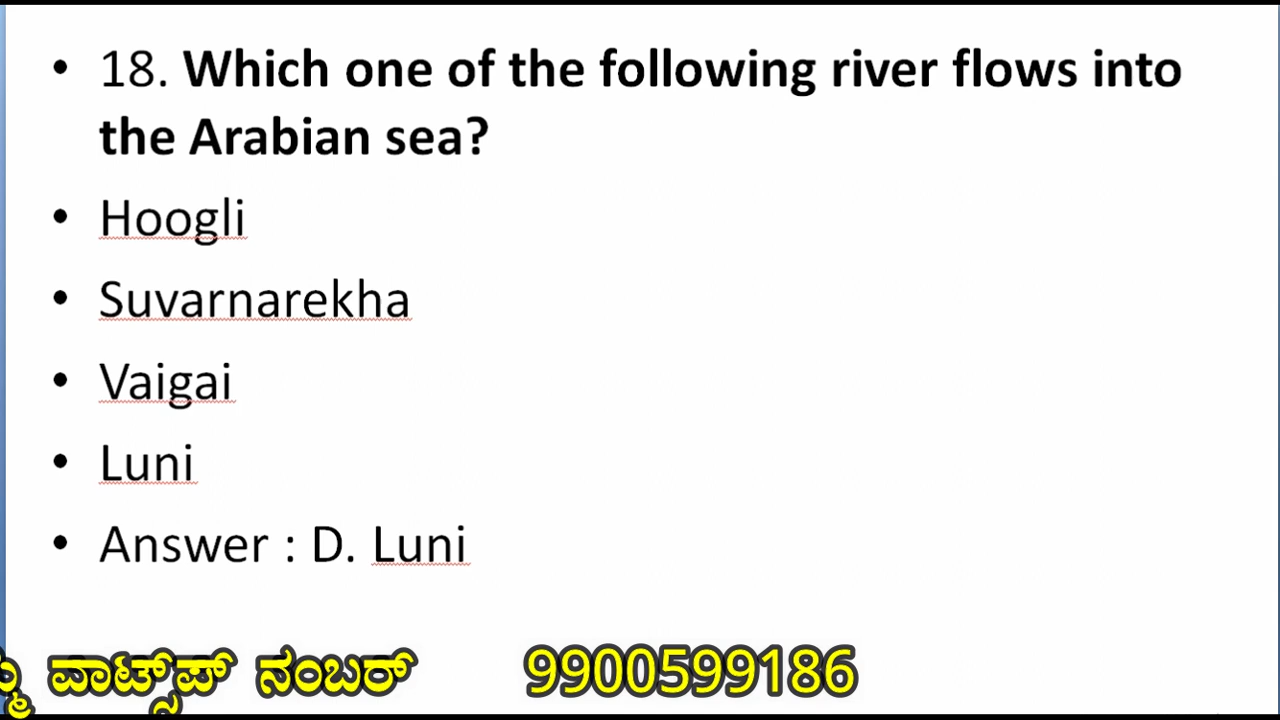 • 18. Which one of the following river flows into
the Arabian sea?
• Hoogli
• Suvarnarekha
• Vaigai
• Luni
• Answer : D. Luni
ವಾಟ್ಸ್‌ಪ್ ನಂಬರ್ 9900599186